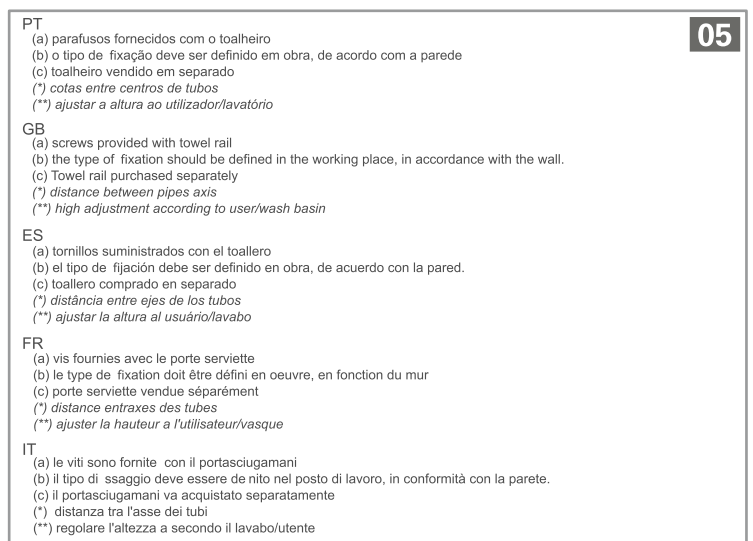 05
PT
(a) parafusos fornecidos com o toalheiro
(b) o tipo de fixação deve ser definido em obra, de acordo com a parede
(c) toalheiro vendido em separado
(*) cotas entre centros de tubos
(**) ajustar a altura ao utilizador/lavatório
GB
(a) screws provided with towel rail
(b) the type of fixation should be defined in the working place, in accordance with the wall.
(c) Towel rail purchased separately
(*) distance between pipes axis
(**) high adjustment according to user/wash basin
ES
(a) tornillos suministrados con el toallero
(b) el tipo de fijación debe ser definido en obra, de acuerdo con la pared.
(c) toallero comprado en separado
(*) distância entre ejes de los tubos
(**) ajustar la altura al usuário/lavabo
FR
(a) vis fournies avec le porte serviette
(b) le type de fixation doit être défini en oeuvre, en fonction du mur
(c) porte serviette vendue séparément
(*) distance entraxes des tubes
(**) ajuster la hauteur a l'utilisateur/vasque
IT
(a) le viti sono fornite con il portasciugamani
(b) il tipo di ssaggio deve essere de nito nel posto di lavoro, in conformità con la parete.
(c) il portasciugamani va acquistato separatamente
(*) distanza tra l'asse dei tubi
(**) regolare l'altezza a secondo il lavabo/utente